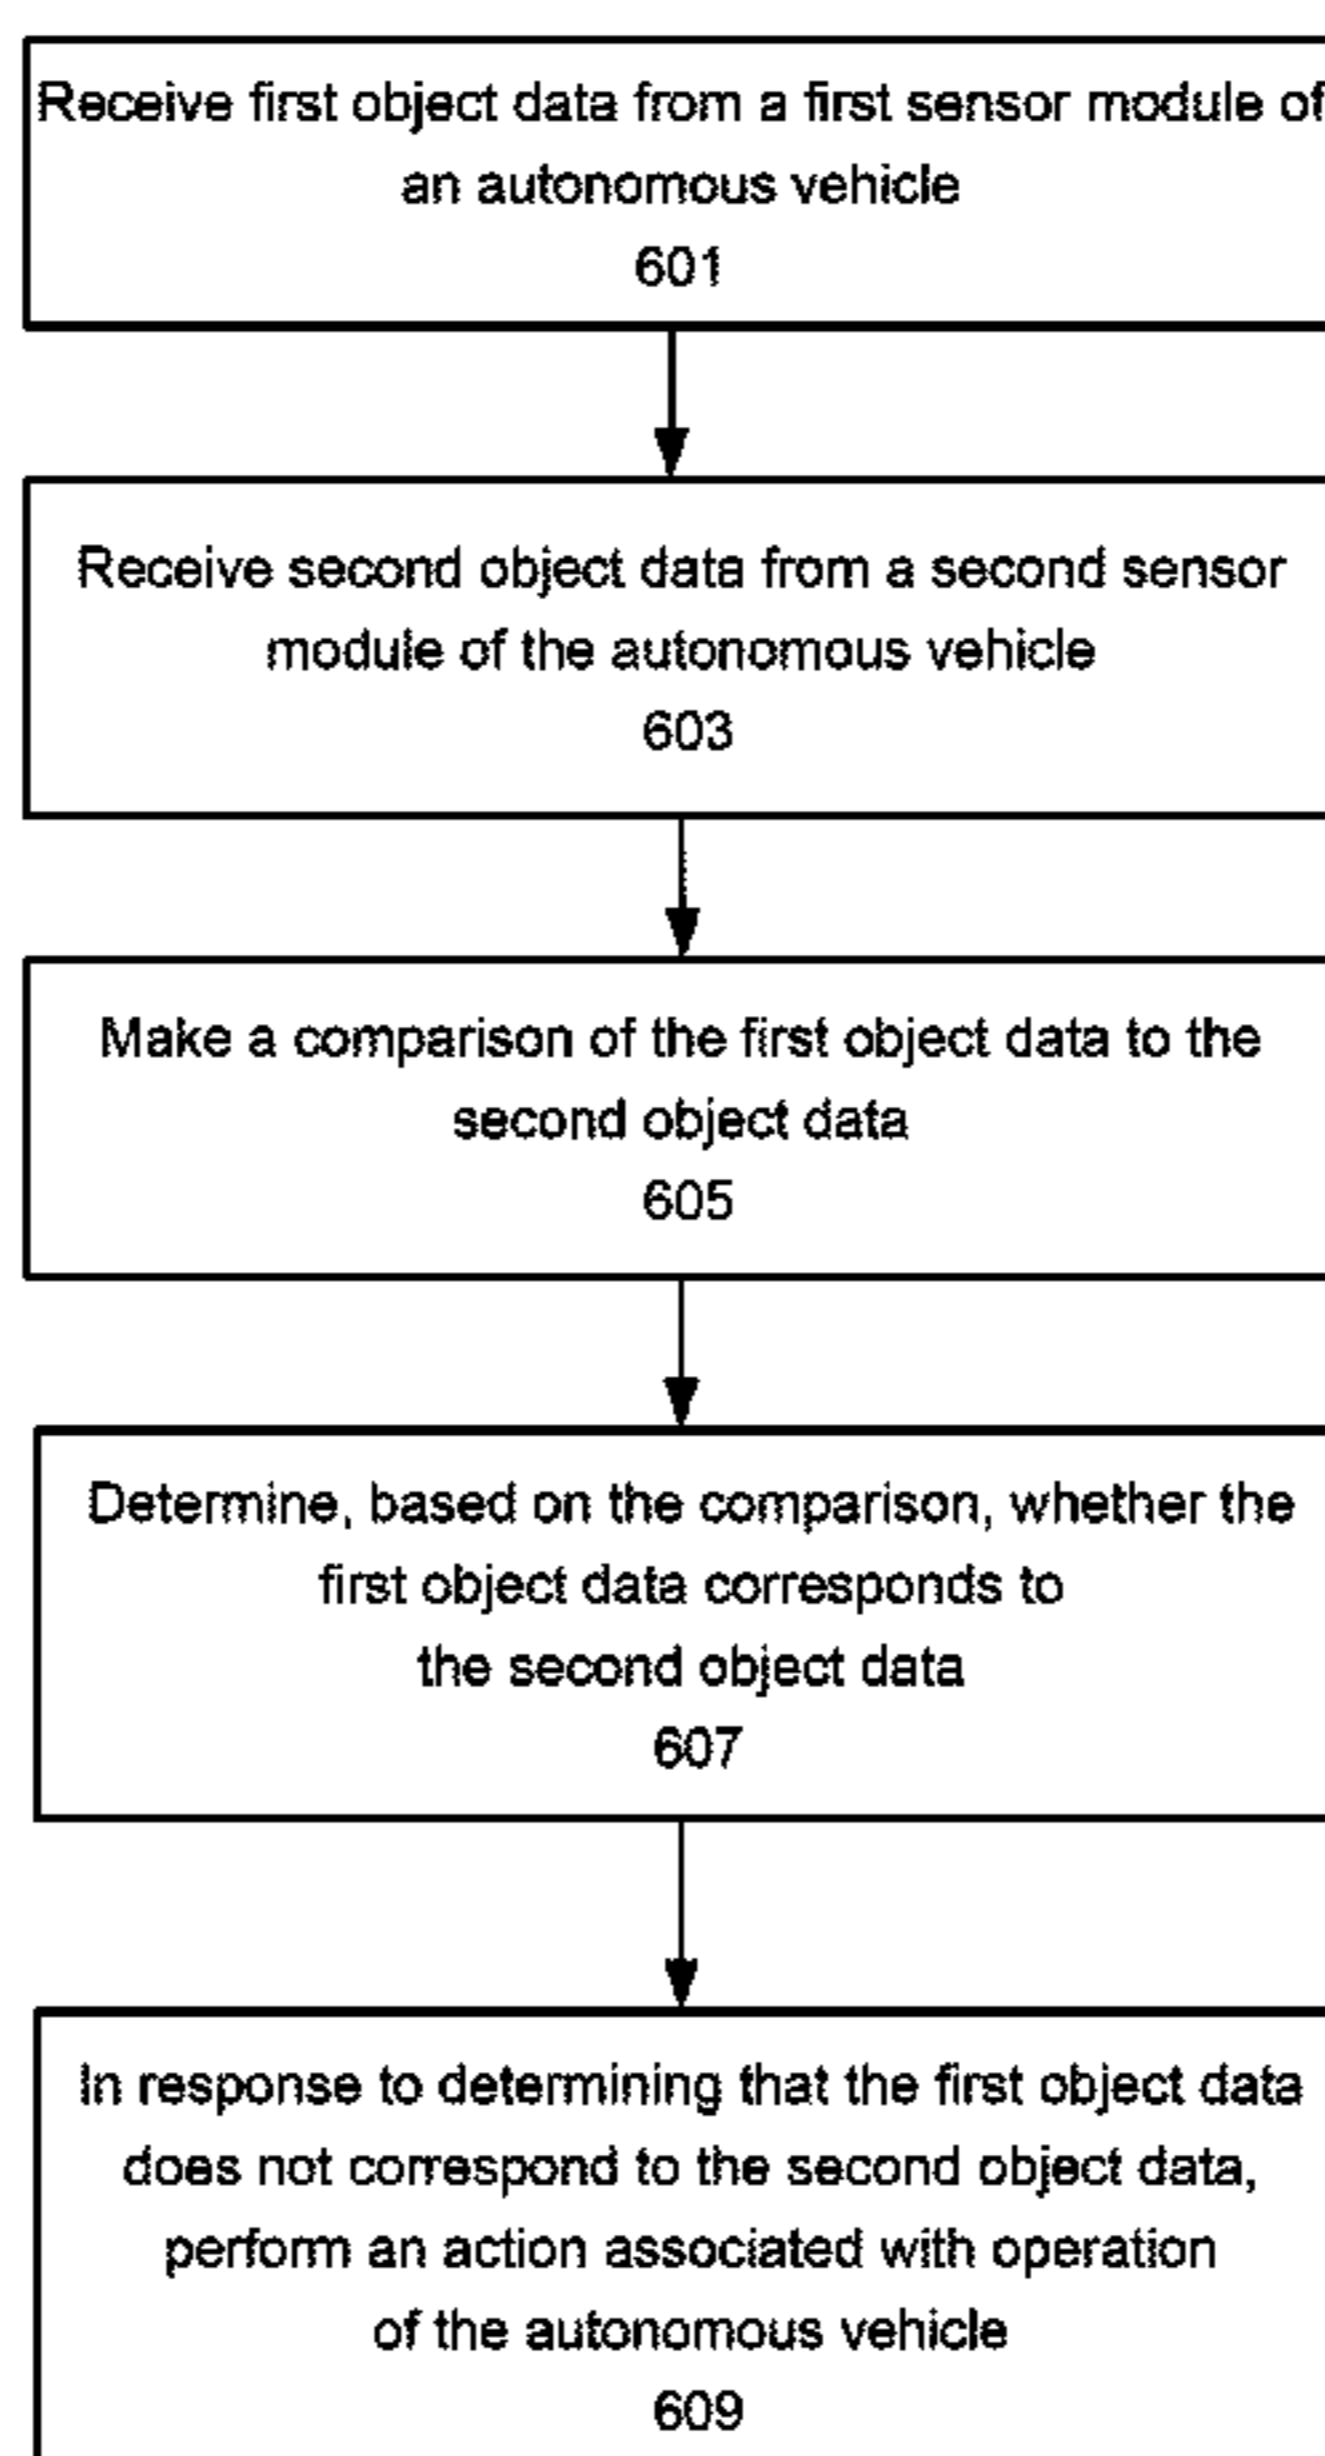 Receive first object data from a first sensor module of
an autonomous vehicle
601
Receive second object data from a second sensor
module of the autonomous vehicle
603
Make a comparison of the first object data to the
second object data
605
Determine, based on the comparison, whether the
first object data corresponds to
the second object data
607
In response to determining that the first object data
does not correspond to the second object data,
perform an action associated with operation
of the autonomous vehicle
609